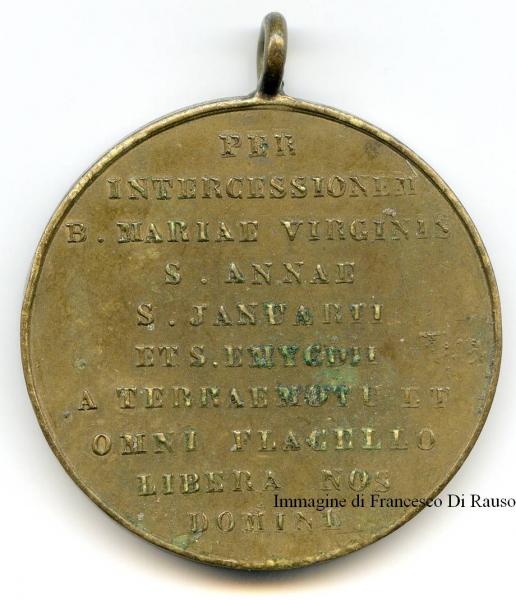 PER
INTERCESSIONEM
B. MARIAE VIRGINIS
S. ANNAE
S. JANUARII
ET S. EMYGDII
A TERRAEMOTU ET
OMNI FLAGELLO
LIBERA NOS
DOMINE
Immagine di Francesco Di Rauso